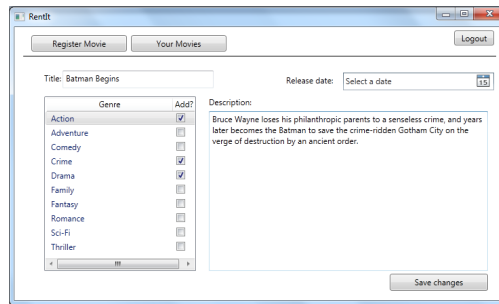 RentIt
Register Movie
Your Movies
Logout
Title: Batman Begins
Release date: Select a date 15
Genre Add?
Action
Adventure
Comedy
Crime
Drama
Family
Fantasy
Romance
Sci-Fi
Thriller
Description:
Bruce Wayne loses his philanthropic parents to a senseless crime, and years
later becomes the Batman to save the crime-ridden Gotham City on the
verge of destruction by an ancient order.
Save changes